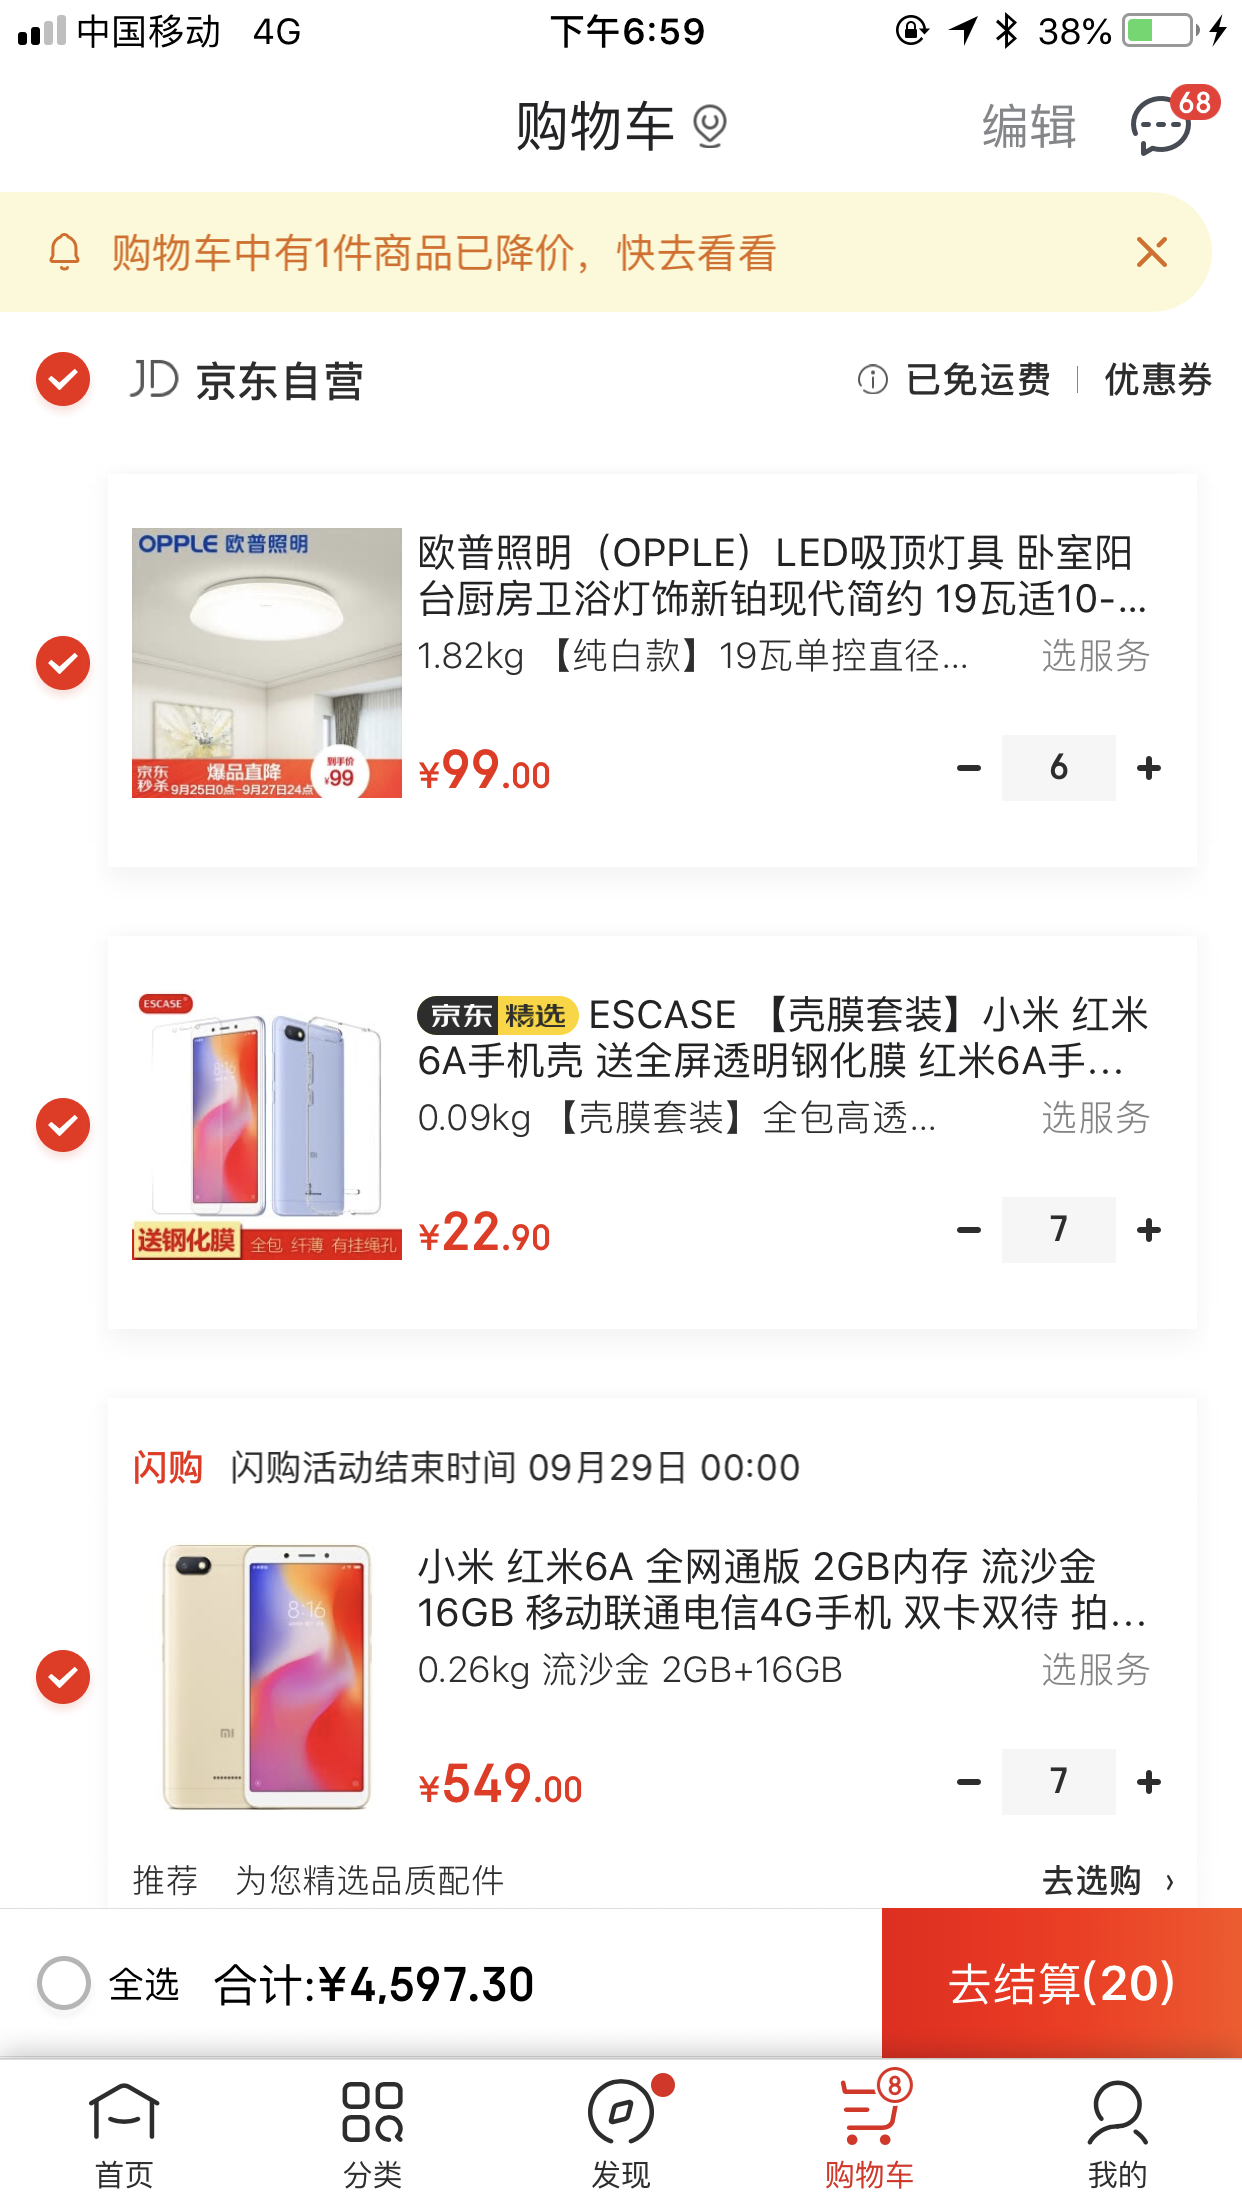 中国移动 4G 下午6:59 38%
购物车 编辑 68
购物车中有1件商品已降价，快去看看
JD 京东自营 已免运费 优惠券
OPPLE 欧普照明
京东秒杀 爆品直降 到手价 ¥99
9月25日0点-9月27日24点
欧普照明（OPPLE）LED吸顶灯具 卧室阳
台厨房卫浴灯饰新铂现代简约 19瓦适10-...
1.82kg 【纯白款】19瓦单控直径... 选服务
¥99.00 6
ESCASE
8:16
送钢化膜 全包 纤薄 有挂绳孔
京东精选 ESCASE 【壳膜套装】小米 红米
6A手机壳 送全屏透明钢化膜 红米6A手...
0.09kg 【壳膜套装】全包高透... 选服务
¥22.90 7
闪购 闪购活动结束时间 09月29日 00:00
8:16
小米 红米6A 全网通版 2GB内存 流沙金
16GB 移动联通电信4G手机 双卡双待 拍...
0.26kg 流沙金 2GB+16GB 选服务
¥549.00 7
推荐 为您精选品质配件 去选购 ›
全选 合计:¥4,597.30 去结算(20)
8
首页 分类 发现 购物车 我的